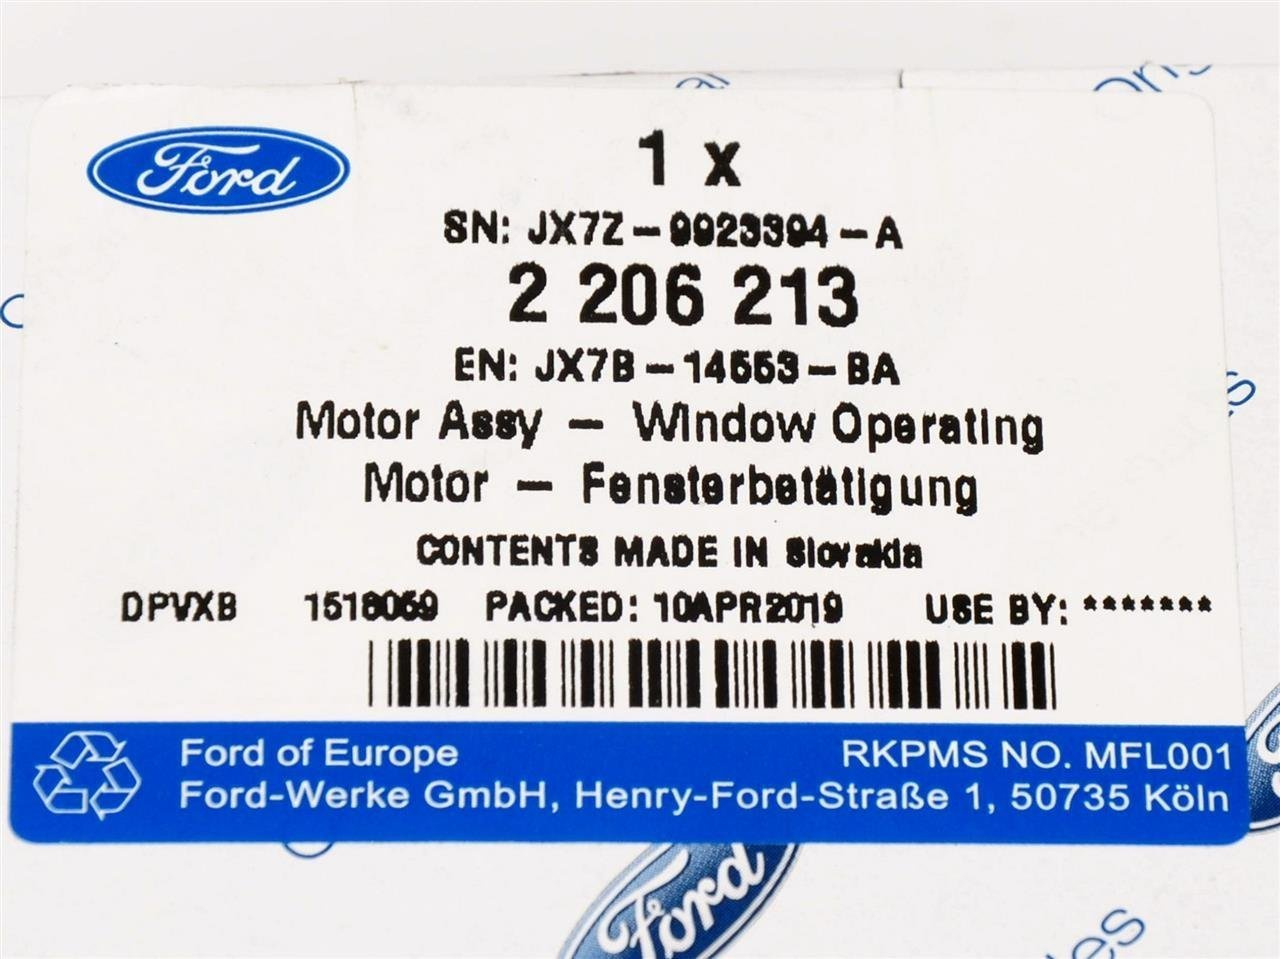 Ford
1 x
SN: JX7Z-9923394-A
2 206 213
EN: JX7B-14553-BA
Motor Assy - Window Operating
Motor - Fensterbetätigung
CONTENTS MADE IN Slovakia
DPVXB 1518059 PACKED: 10APR2019 USE BY: *******
Ford of Europe RKPMS NO. MFL001
Ford-Werke GmbH, Henry-Ford-Straße 1, 50735 Köln
Ford